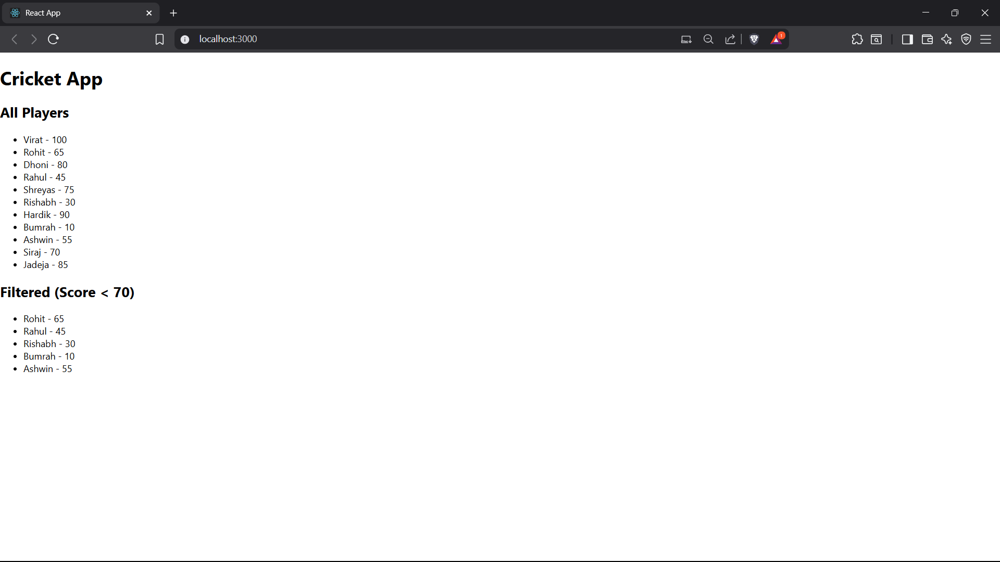 React App
localhost:3000
1
Cricket App
All Players
Virat - 100
Rohit - 65
Dhoni - 80
Rahul - 45
Shreyas - 75
Rishabh - 30
Hardik - 90
Bumrah - 10
Ashwin - 55
Siraj - 70
Jadeja - 85
Filtered (Score < 70)
Rohit - 65
Rahul - 45
Rishabh - 30
Bumrah - 10
Ashwin - 55